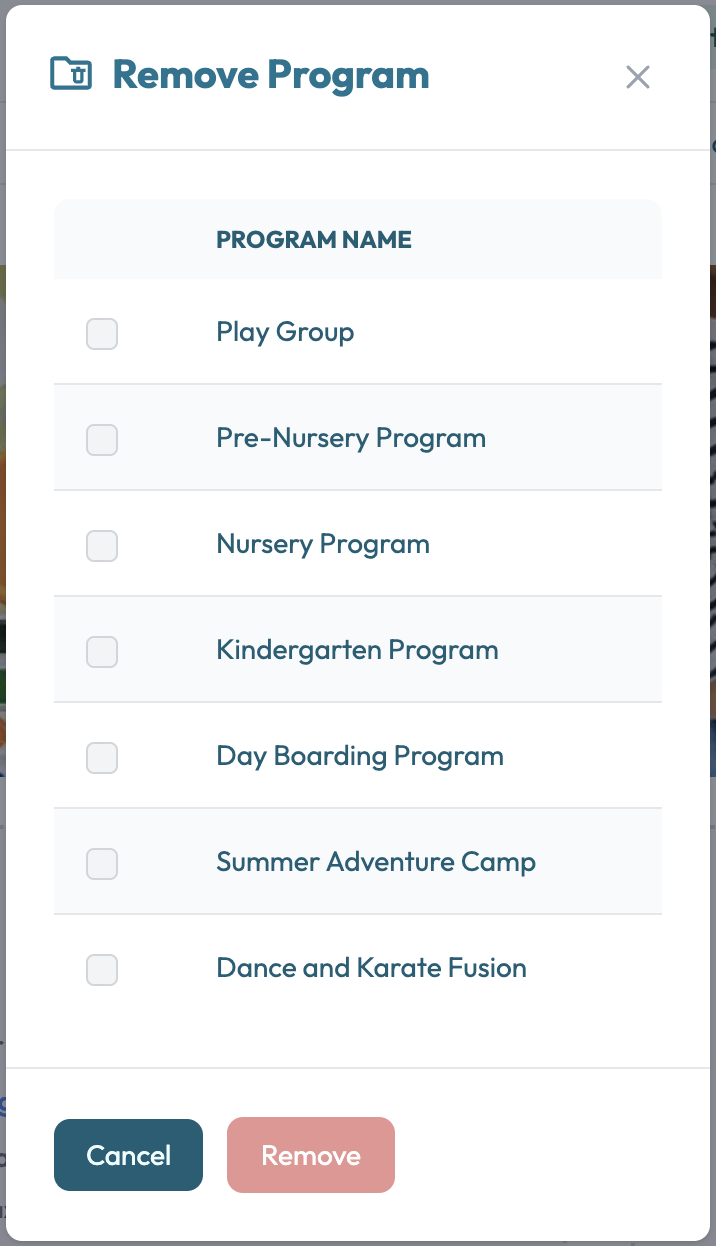 Remove Program
PROGRAM NAME
Play Group
Pre-Nursery Program
Nursery Program
Kindergarten Program
Day Boarding Program
Summer Adventure Camp
Dance and Karate Fusion
Cancel
Remove